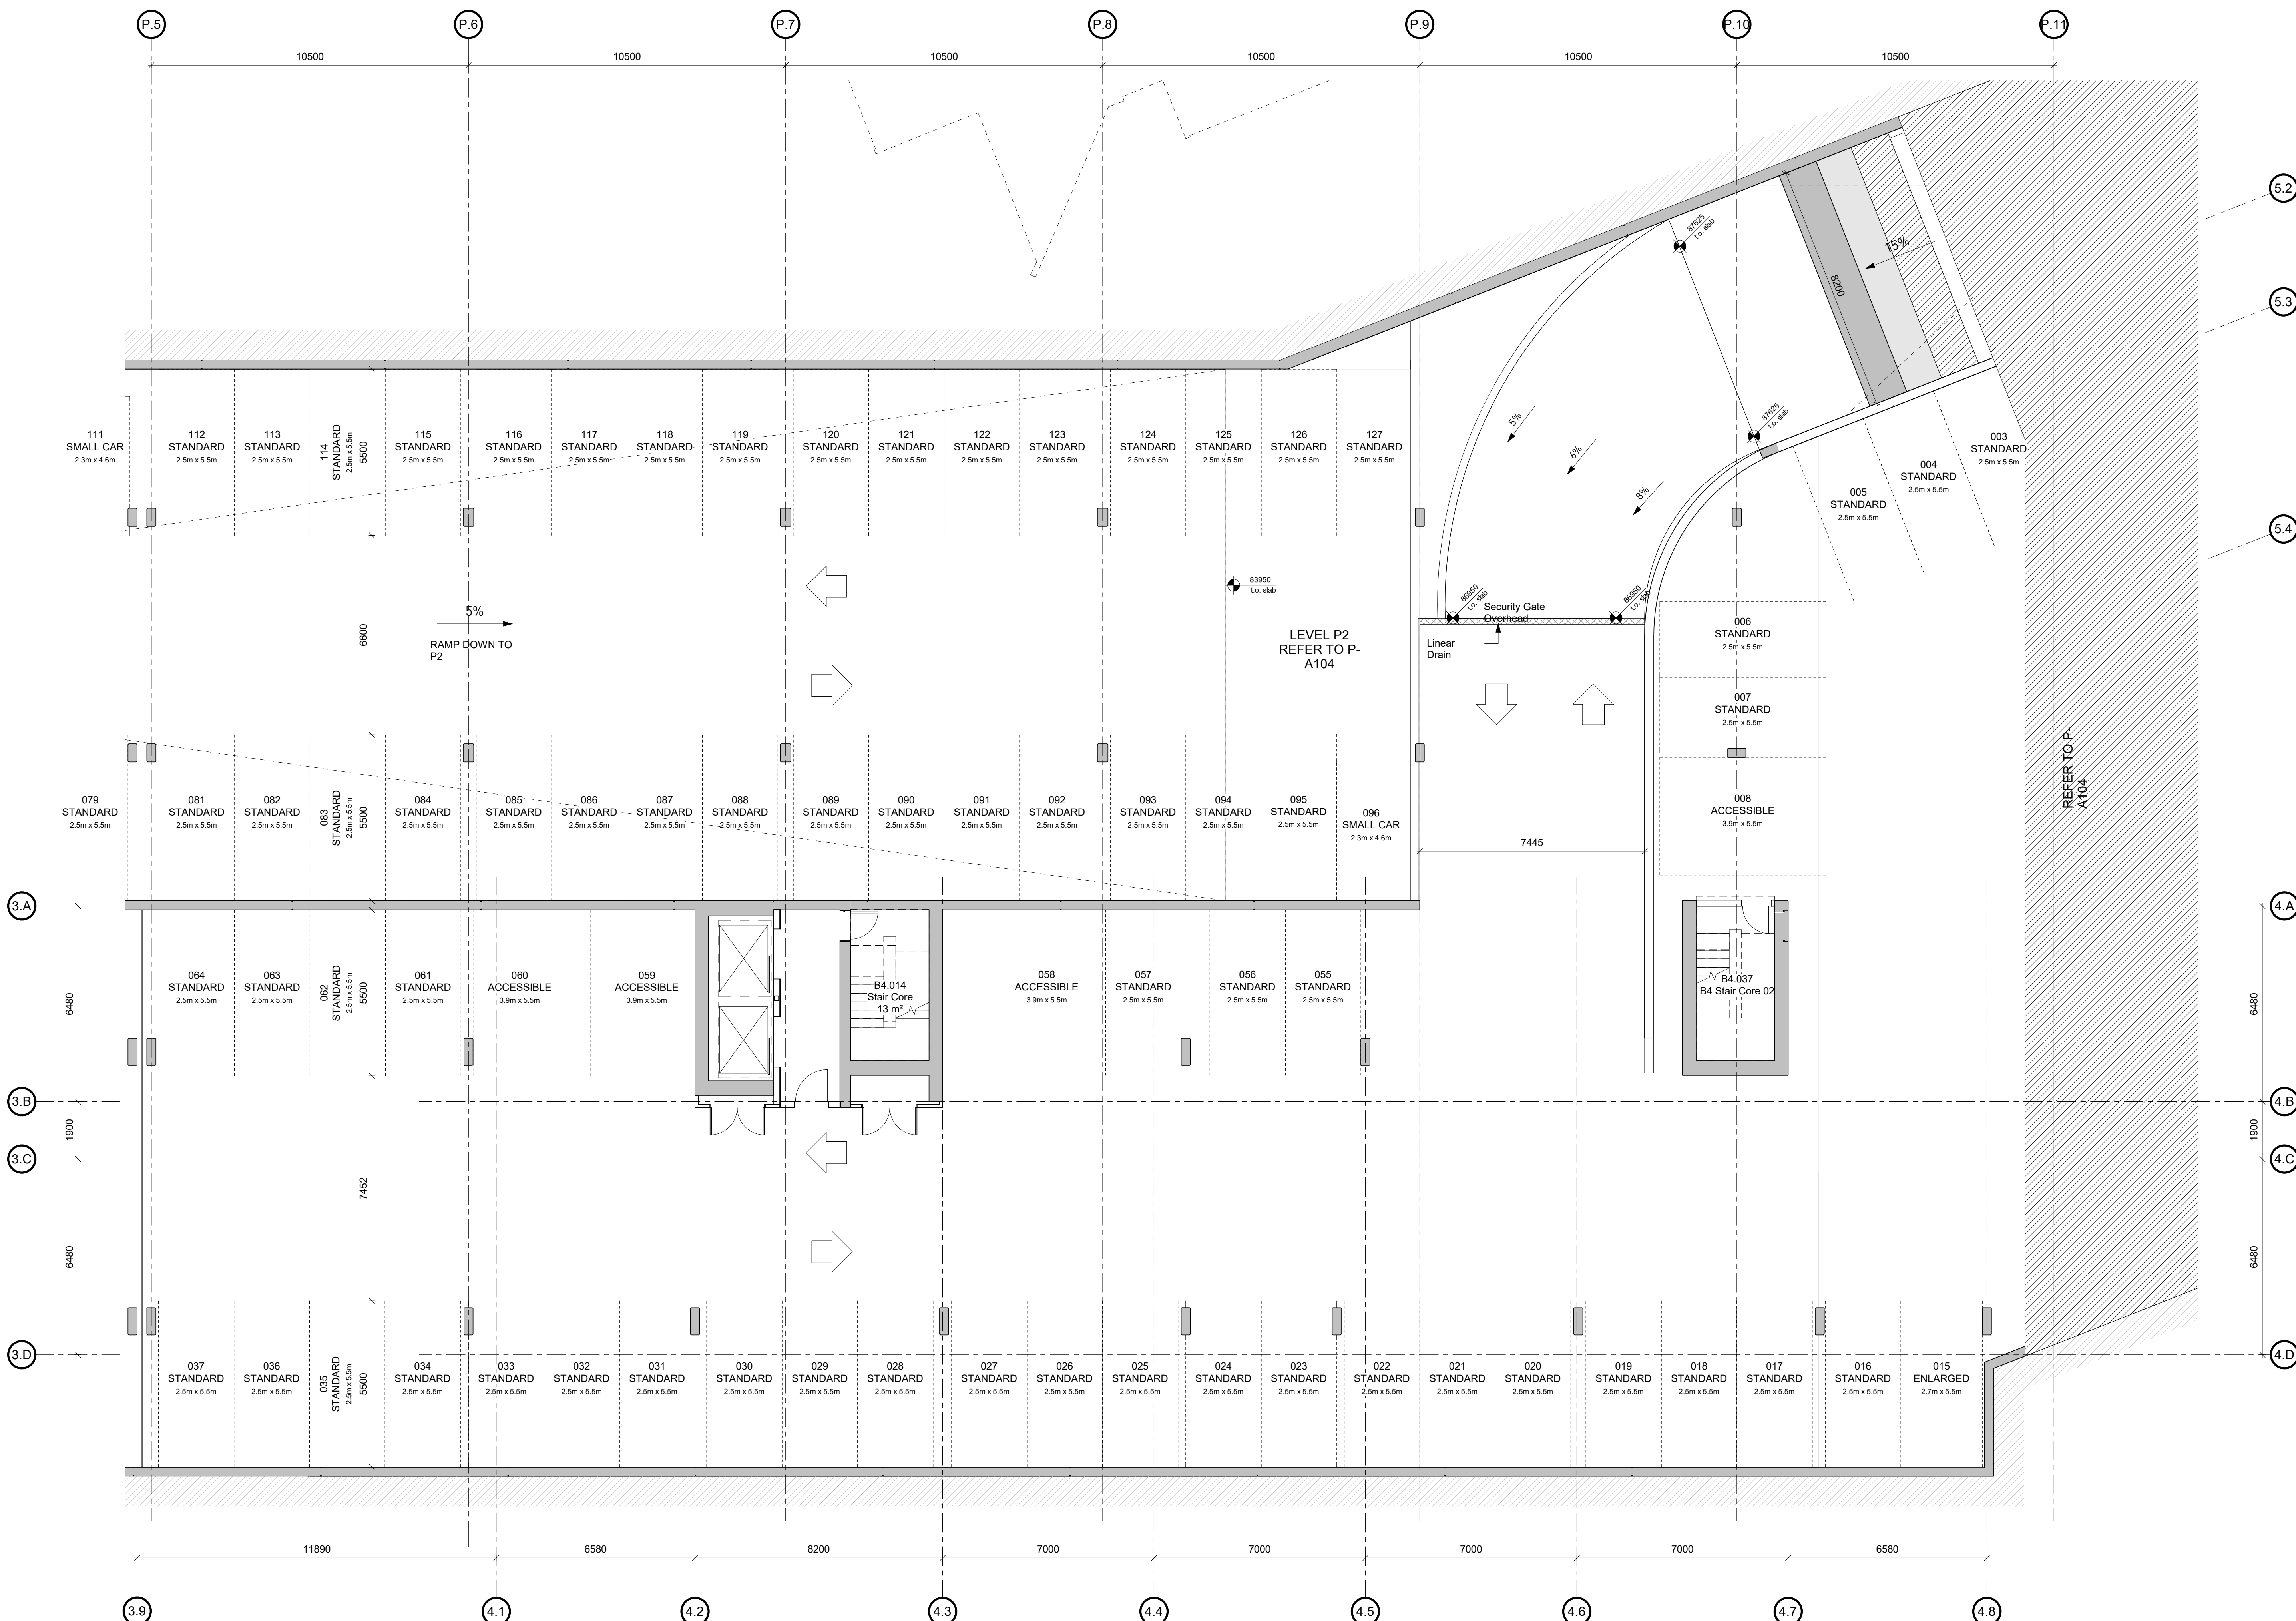 P.5
P.6
P.7
P.8
P.9
P.10
P.11
10500
10500
10500
10500
10500
10500
5.2
5.3
5.4
87625
t.o. slab
87625
t.o. slab
8200
15%
5%
6%
8%
003
STANDARD
2.5m x 5.5m
004
STANDARD
2.5m x 5.5m
005
STANDARD
2.5m x 5.5m
111
SMALL CAR
2.3m x 4.6m
112
STANDARD
2.5m x 5.5m
113
STANDARD
2.5m x 5.5m
114
STANDARD
2.5m x 5.5m
5500
115
STANDARD
2.5m x 5.5m
116
STANDARD
2.5m x 5.5m
117
STANDARD
2.5m x 5.5m
118
STANDARD
2.5m x 5.5m
119
STANDARD
2.5m x 5.5m
120
STANDARD
2.5m x 5.5m
121
STANDARD
2.5m x 5.5m
122
STANDARD
2.5m x 5.5m
123
STANDARD
2.5m x 5.5m
124
STANDARD
2.5m x 5.5m
125
STANDARD
2.5m x 5.5m
126
STANDARD
2.5m x 5.5m
127
STANDARD
2.5m x 5.5m
83950
t.o. slab
86950
t.o. slab
86950
t.o. slab
Security Gate
Overhead
Linear
Drain
5%
RAMP DOWN TO
P2
6600
LEVEL P2
REFER TO P-
A104
006
STANDARD
2.5m x 5.5m
007
STANDARD
2.5m x 5.5m
008
ACCESSIBLE
3.9m x 5.5m
REFER TO P-
A104
7445
079
STANDARD
2.5m x 5.5m
081
STANDARD
2.5m x 5.5m
082
STANDARD
2.5m x 5.5m
083
STANDARD
2.5m x 5.5m
5500
084
STANDARD
2.5m x 5.5m
085
STANDARD
2.5m x 5.5m
086
STANDARD
2.5m x 5.5m
087
STANDARD
2.5m x 5.5m
088
STANDARD
2.5m x 5.5m
089
STANDARD
2.5m x 5.5m
090
STANDARD
2.5m x 5.5m
091
STANDARD
2.5m x 5.5m
092
STANDARD
2.5m x 5.5m
093
STANDARD
2.5m x 5.5m
094
STANDARD
2.5m x 5.5m
095
STANDARD
2.5m x 5.5m
096
SMALL CAR
2.3m x 4.6m
3.A
4.A
6480
064
STANDARD
2.5m x 5.5m
063
STANDARD
2.5m x 5.5m
062
STANDARD
2.5m x 5.5m
5500
061
STANDARD
2.5m x 5.5m
060
ACCESSIBLE
3.9m x 5.5m
059
ACCESSIBLE
3.9m x 5.5m
B4.014
Stair Core
13 m²
058
ACCESSIBLE
3.9m x 5.5m
057
STANDARD
2.5m x 5.5m
056
STANDARD
2.5m x 5.5m
055
STANDARD
2.5m x 5.5m
B4.037
B4 Stair Core 02
6480
3.B
4.B
1900
1900
3.C
4.C
7452
6480
6480
3.D
4.D
037
STANDARD
2.5m x 5.5m
036
STANDARD
2.5m x 5.5m
035
STANDARD
2.5m x 5.5m
5500
034
STANDARD
2.5m x 5.5m
033
STANDARD
2.5m x 5.5m
032
STANDARD
2.5m x 5.5m
031
STANDARD
2.5m x 5.5m
030
STANDARD
2.5m x 5.5m
029
STANDARD
2.5m x 5.5m
028
STANDARD
2.5m x 5.5m
027
STANDARD
2.5m x 5.5m
026
STANDARD
2.5m x 5.5m
025
STANDARD
2.5m x 5.5m
024
STANDARD
2.5m x 5.5m
023
STANDARD
2.5m x 5.5m
022
STANDARD
2.5m x 5.5m
021
STANDARD
2.5m x 5.5m
020
STANDARD
2.5m x 5.5m
019
STANDARD
2.5m x 5.5m
018
STANDARD
2.5m x 5.5m
017
STANDARD
2.5m x 5.5m
016
STANDARD
2.5m x 5.5m
015
ENLARGED
2.7m x 5.5m
11890
6580
8200
7000
7000
7000
7000
6580
3.9
4.1
4.2
4.3
4.4
4.5
4.6
4.7
4.8